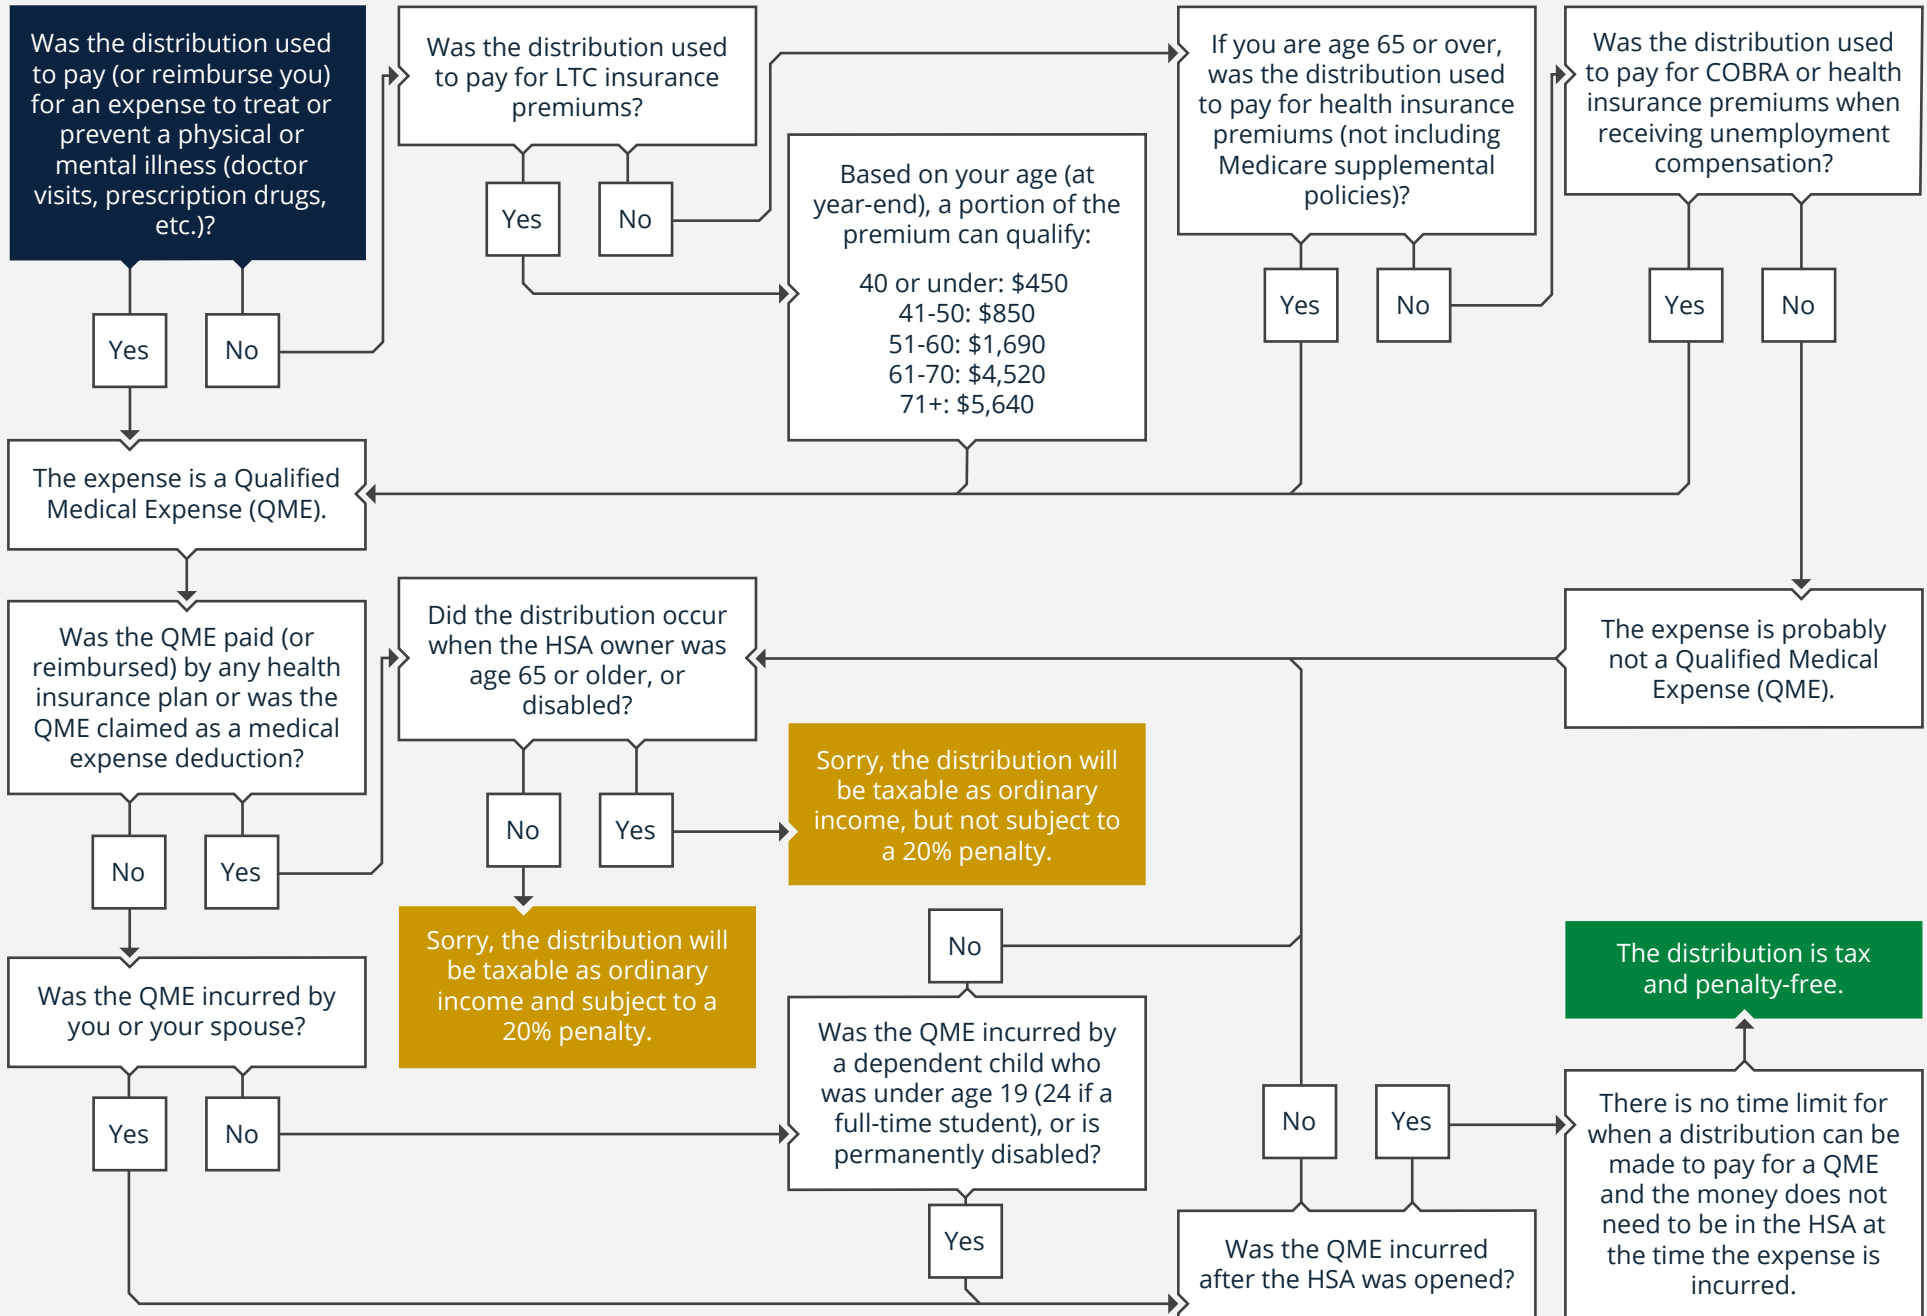 Was the distribution used
to pay (or reimburse you)
for an expense to treat or
prevent a physical or
mental illness (doctor
visits, prescription drugs,
etc.)?
Yes
No
Was the distribution used
to pay for LTC insurance
premiums?
Yes
No
Based on your age (at
year-end), a portion of the
premium can qualify:
40 or under: $450
41-50: $850
51-60: $1,690
61-70: $4,520
71+: $5,640
If you are age 65 or over,
was the distribution used
to pay for health insurance
premiums (not including
Medicare supplemental
policies)?
Yes
No
Was the distribution used
to pay for COBRA or health
insurance premiums when
receiving unemployment
compensation?
Yes
No
The expense is a Qualified
Medical Expense (QME).
Was the QME paid (or
reimbursed) by any health
insurance plan or was the
QME claimed as a medical
expense deduction?
No
Yes
Did the distribution occur
when the HSA owner was
age 65 or older, or
disabled?
No
Yes
Sorry, the distribution will
be taxable as ordinary
income, but not subject to
a 20% penalty.
Sorry, the distribution will
be taxable as ordinary
income and subject to a
20% penalty.
The expense is probably
not a Qualified Medical
Expense (QME).
Was the QME incurred by
you or your spouse?
Yes
No
No
Was the QME incurred by
a dependent child who
was under age 19 (24 if a
full-time student), or is
permanently disabled?
Yes
No
Yes
Was the QME incurred
after the HSA was opened?
The distribution is tax
and penalty-free.
There is no time limit for
when a distribution can be
made to pay for a QME
and the money does not
need to be in the HSA at
the time the expense is
incurred.